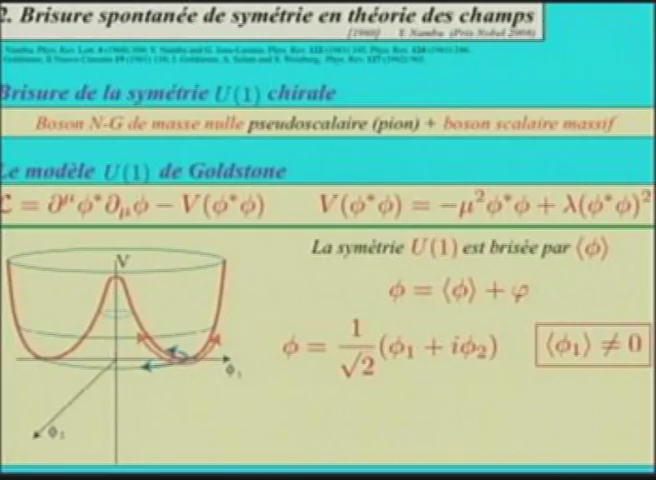 2. Brisure spontanée de symétrie en théorie des champs
[1960] Y. Nambu (Prix Nobel 2008)
Brisure de la symétrie U(1) chirale
Boson N-G de masse nulle pseudoscalaire (pion) + boson scalaire massif
Le modèle U(1) de Goldstone
ℒ = ∂^μ ϕ* ∂_μ ϕ − V(ϕ*ϕ) V(ϕ*ϕ) = −μ²ϕ*ϕ + λ(ϕ*ϕ)²
La symétrie U(1) est brisée par ⟨ϕ⟩
V
ϕ = ⟨ϕ⟩ + φ
ϕ = 1/√2 (ϕ₁ + iϕ₂) ⟨ϕ₁⟩ ≠ 0
ϕ₁
ϕ₂